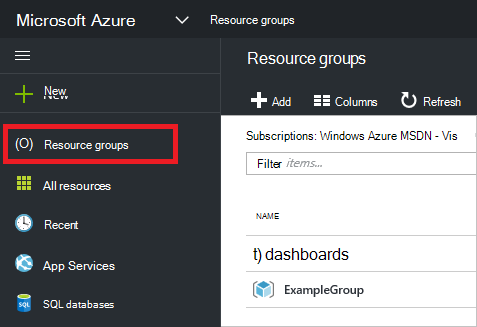 Microsoft Azure
Resource groups
New
(O) Resource groups
All resources
Recent
App Services
SQL databases
Resource groups
Add
Columns
Refresh
Subscriptions: Windows Azure MSDN - Vis
Filter items...
NAME
t) dashboards
ExampleGroup